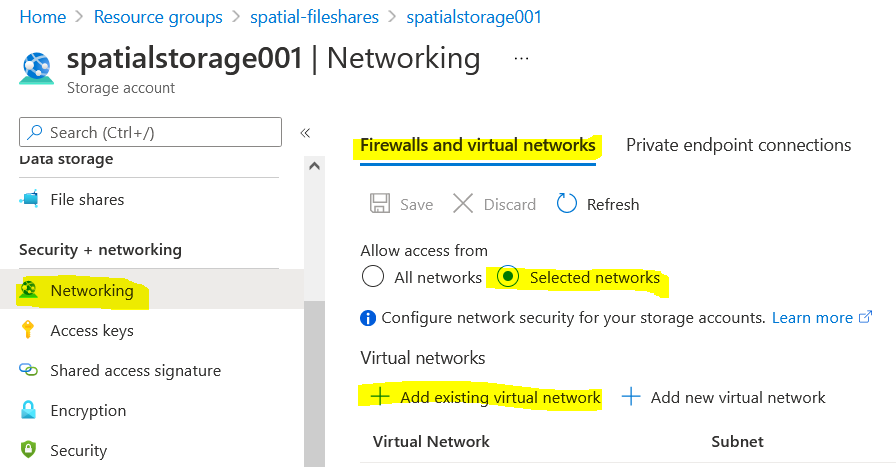 Home > Resource groups > spatial-fileshares > spatialstorage001
spatialstorage001 | Networking ...
Storage account
Search (Ctrl+/)
«
Data storage
File shares
Security + networking
Networking
Access keys
Shared access signature
Encryption
Security
Firewalls and virtual networks Private endpoint connections
Save Discard Refresh
Allow access from
All networks Selected networks
Configure network security for your storage accounts. Learn more
Virtual networks
+ Add existing virtual network + Add new virtual network
Virtual Network Subnet